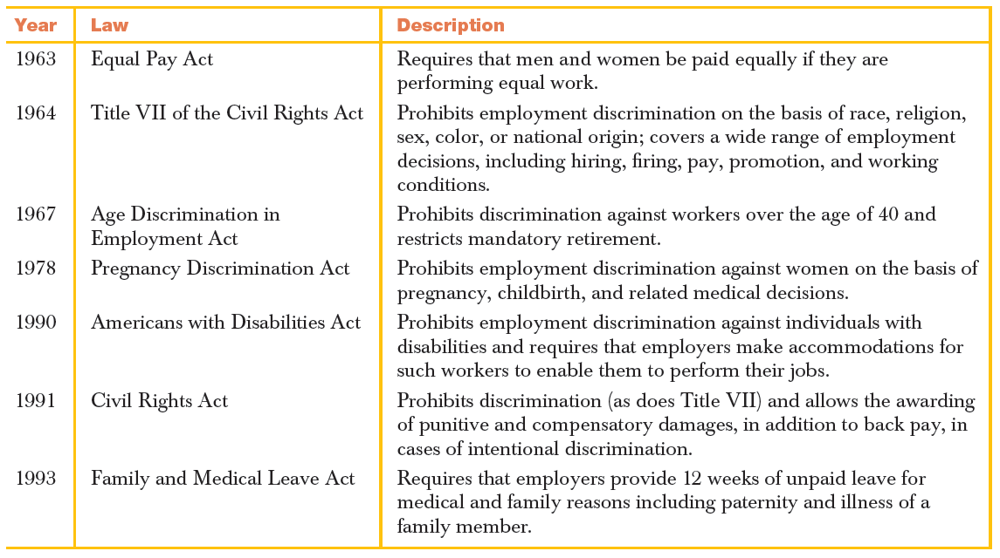 Year Law Description
1963 Equal Pay Act Requires that men and women be paid equally if they are
performing equal work.
1964 Title VII of the Civil Rights Act Prohibits employment discrimination on the basis of race, religion,
sex, color, or national origin; covers a wide range of employment
decisions, including hiring, firing, pay, promotion, and working
conditions.
1967 Age Discrimination in Prohibits discrimination against workers over the age of 40 and
Employment Act restricts mandatory retirement.
1978 Pregnancy Discrimination Act Prohibits employment discrimination against women on the basis of
pregnancy, childbirth, and related medical decisions.
1990 Americans with Disabilities Act Prohibits employment discrimination against individuals with
disabilities and requires that employers make accommodations for
such workers to enable them to perform their jobs.
1991 Civil Rights Act Prohibits discrimination (as does Title VII) and allows the awarding
of punitive and compensatory damages, in addition to back pay, in
cases of intentional discrimination.
1993 Family and Medical Leave Act Requires that employers provide 12 weeks of unpaid leave for
medical and family reasons including paternity and illness of a
family member.